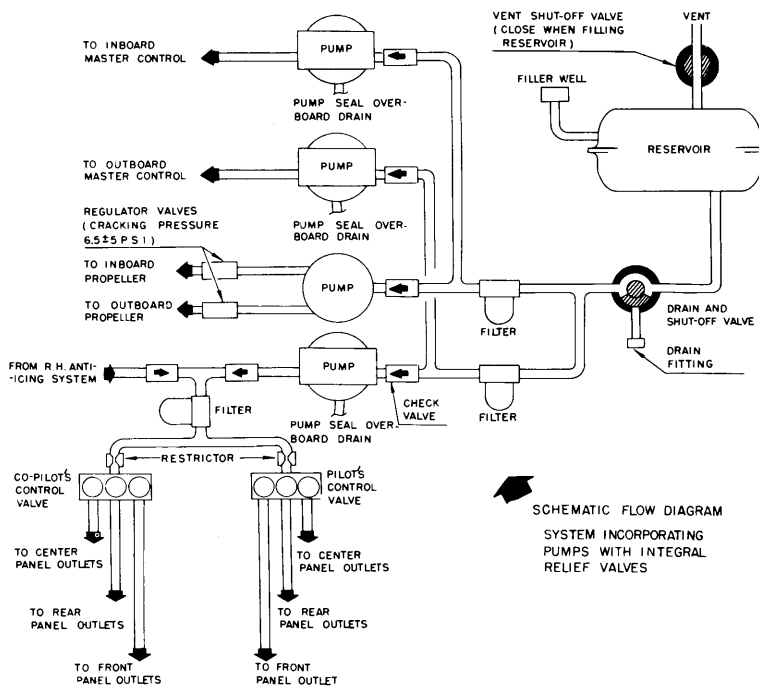 VENT SHUT-OFF VALVE
(CLOSE WHEN FILLING
RESERVOIR)
VENT
TO INBOARD
MASTER CONTROL
PUMP
PUMP SEAL OVER-
BOARD DRAIN
FILLER WELL
RESERVOIR
TO OUTBOARD
MASTER CONTROL
PUMP
PUMP SEAL OVER-
BOARD DRAIN
REGULATOR VALVES
(CRACKING PRESSURE
6.5±5 PSI)
TO INBOARD
PROPELLER
TO OUTBOARD
PROPELLER
PUMP
FILTER
DRAIN AND
SHUT-OFF VALVE
DRAIN
FITTING
FROM R.H. ANTI-
-ICING SYSTEM
PUMP
PUMP SEAL OVER-
BOARD DRAIN
CHECK
VALVE
FILTER
FILTER
RESTRICTOR
CO-PILOT'S
CONTROL
VALVE
PILOT'S
CONTROL
VALVE
TO CENTER
PANEL OUTLETS
TO CENTER
PANEL OUTLETS
TO REAR
PANEL OUTLETS
TO REAR
PANEL OUTLETS
TO FRONT
PANEL OUTLETS
TO FRONT
PANEL OUTLET
SCHEMATIC FLOW DIAGRAM
SYSTEM INCORPORATING
PUMPS WITH INTEGRAL
RELIEF VALVES